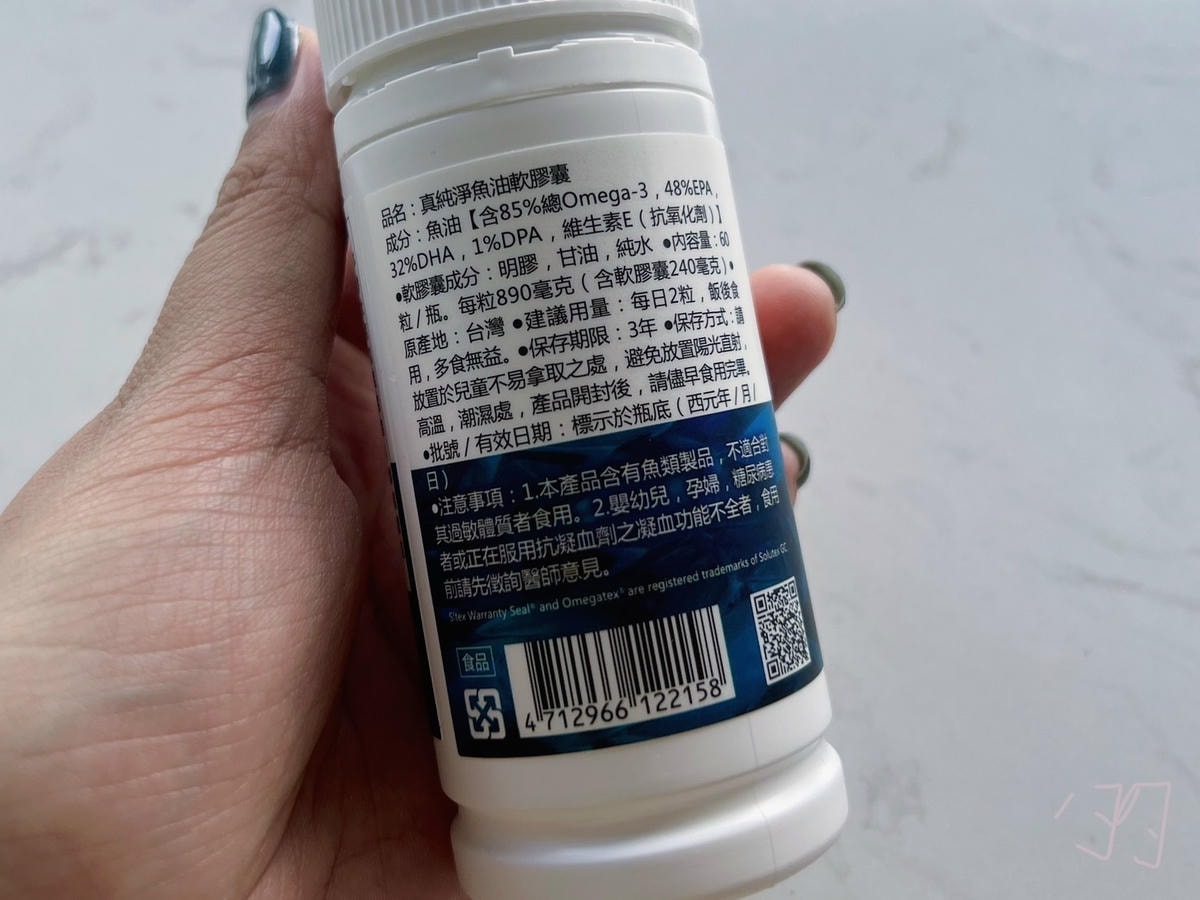 品名：真純淨魚油軟膠囊
成分：魚油【含85%總Omega-3，48%EPA，
32%DHA，1%DPA，維生素E（抗氧化劑）】
●軟膠囊成分：明膠，甘油，純水 ●內容量：60
粒/瓶。每粒890毫克（含軟膠囊240毫克）●
原產地：台灣 ●建議用量：每日2粒，飯後食
用，多食無益。●保存期限：3年 ●保存方式：請
放置於兒童不易拿取之處，避免放置陽光直射，
高溫，潮濕處，產品開封後，請儘早食用完畢。
●批號/有效日期：標示於瓶底（西元年/月/
日）
●注意事項：1.本產品含有魚類製品，不適合對
其過敏體質者食用。2.嬰幼兒，孕婦，糖尿病患
者或正在服用抗凝血劑之凝血功能不全者，食用
前請先徵詢醫師意見。
Warranty Seal® and Omegatex® are registered trademarks of Solutex GC
食品
4 712966 122158
羽